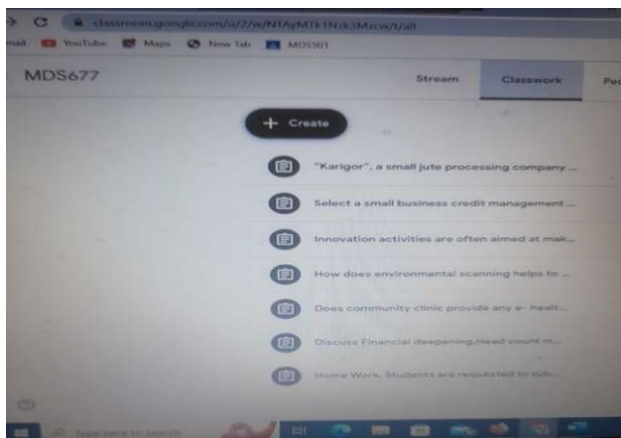 classroom.google.com/u/2/w/
mail YouTube Maps New Tab MDS501
MDS677 Stream Classwork
+ Create
"Karigor", a small jute processing company ...
Select a small business credit management ...
Innovation activities are often aimed at mak...
How does environmental scanning helps to ...
Does community clinic provide any e- healt...
Discuss Financial deepening,Head count m...
Home Work. Students are requested to sub...
Type here to search